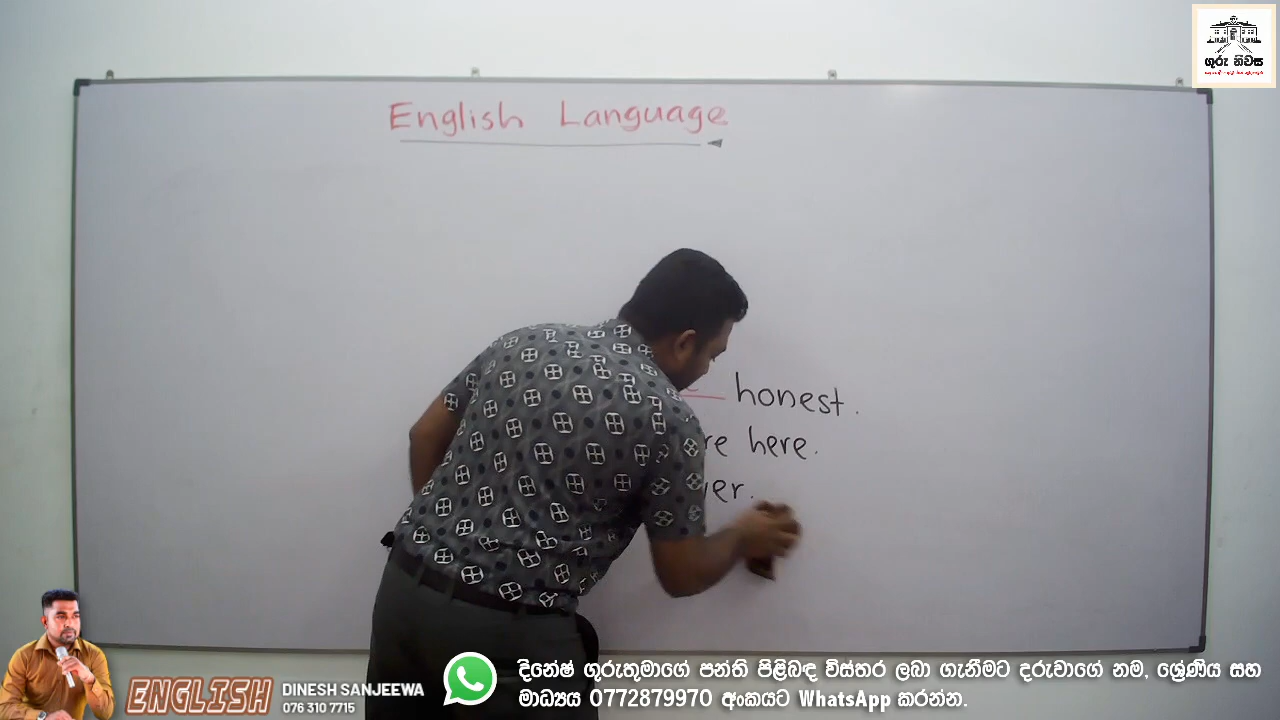 English Language
honest.
re here.
er.
ගුරු නිවස
ENGLISH
DINESH SANJEEWA
076 310 7715
දිනේෂ් ගුරුතුමාගේ පන්ති පිළිබඳ විස්තර ලබා ගැනීමට දරුවාගේ නම, ශ්‍රේණිය සහ
මාධ්‍යය 0772879970 අංකයට WhatsApp කරන්න.